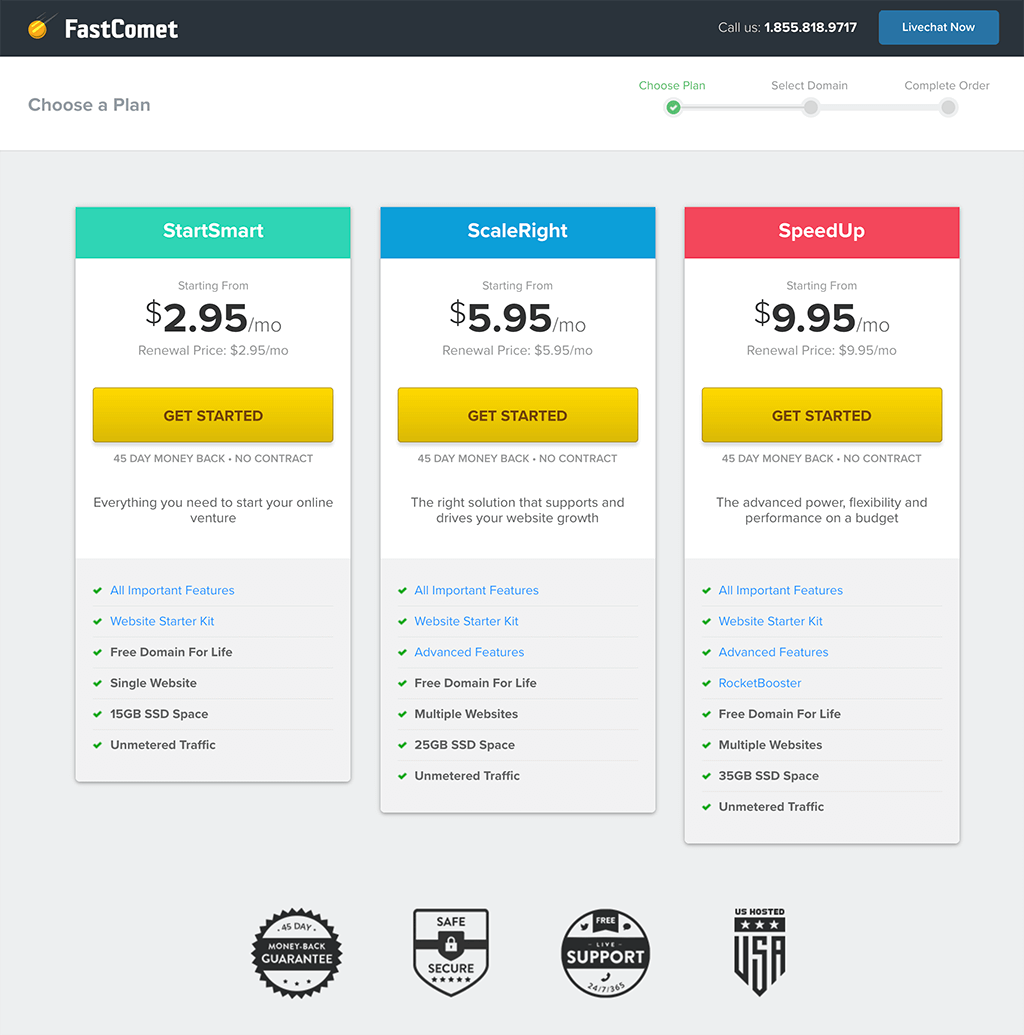 FastComet
Call us: 1.855.818.9717
Livechat Now
Choose a Plan
Choose Plan
Select Domain
Complete Order
StartSmart
Starting From
$2.95/mo
Renewal Price: $2.95/mo
GET STARTED
45 DAY MONEY BACK • NO CONTRACT
Everything you need to start your online
venture
All Important Features
Website Starter Kit
Free Domain For Life
Single Website
15GB SSD Space
Unmetered Traffic
ScaleRight
Starting From
$5.95/mo
Renewal Price: $5.95/mo
GET STARTED
45 DAY MONEY BACK • NO CONTRACT
The right solution that supports and
drives your website growth
All Important Features
Website Starter Kit
Advanced Features
Free Domain For Life
Multiple Websites
25GB SSD Space
Unmetered Traffic
SpeedUp
Starting From
$9.95/mo
Renewal Price: $9.95/mo
GET STARTED
45 DAY MONEY BACK • NO CONTRACT
The advanced power, flexibility and
performance on a budget
All Important Features
Website Starter Kit
Advanced Features
RocketBooster
Free Domain For Life
Multiple Websites
35GB SSD Space
Unmetered Traffic
45 DAY
MONEY-BACK
GUARANTEE
SAFE
SECURE
FREE
LIVE
SUPPORT
24/7/365
US HOSTED
USA